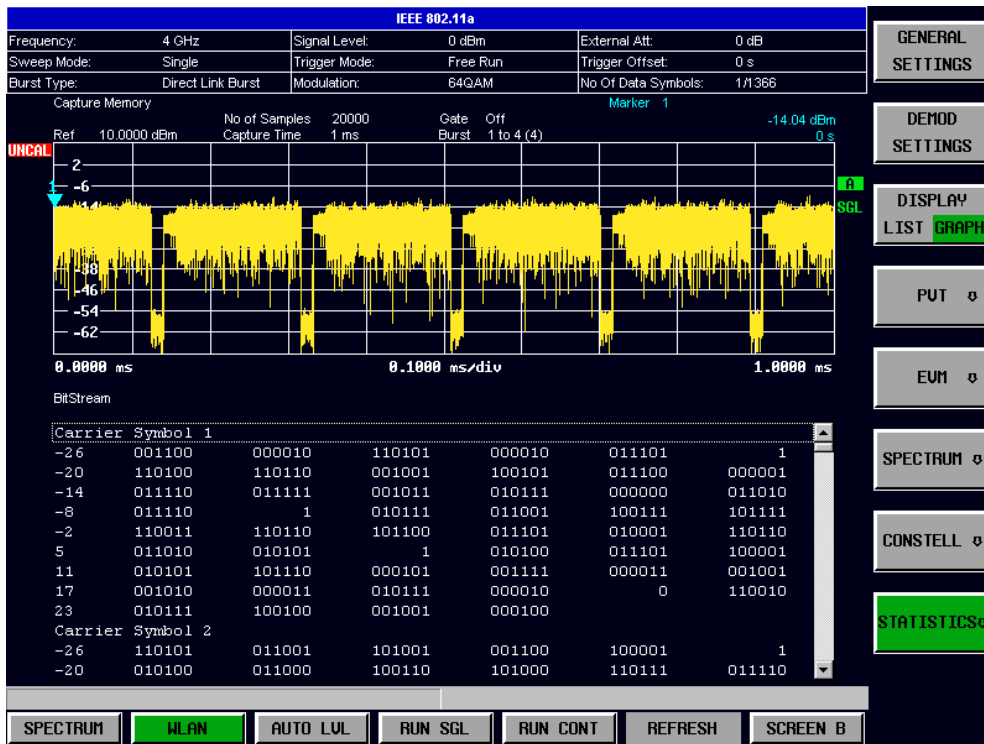 IEEE 802.11a
Frequency: 4 GHz Signal Level: 0 dBm External Att: 0 dB
Sweep Mode: Single Trigger Mode: Free Run Trigger Offset: 0 s
Burst Type: Direct Link Burst Modulation: 64QAM No Of Data Symbols: 1/1366
Capture Memory Marker 1
No of Samples 20000 Gate Off -14.04 dBm
Ref 10.0000 dBm Capture Time 1 ms Burst 1 to 4 (4) 0 s
UNCAL
2
1
-6
A
-14
SGL
-38
-46
-54
-62
0.0000 ms 0.1000 ms/div 1.0000 ms
BitStream
Carrier Symbol 1
-26 001100 000010 110101 000010 011101 1
-20 110100 110110 001001 100101 011100 000001
-14 011110 011111 001011 010111 000000 011010
-8 011110 1 010111 011001 100111 101111
-2 110011 110110 101100 011101 010001 110110
5 011010 010101 1 010100 011101 100001
11 010101 101110 000101 001111 000011 001001
17 001010 000011 010111 000010 0 110010
23 010111 100100 001001 000100
Carrier Symbol 2
-26 110101 011001 101001 001100 100001 1
-20 010100 011000 100110 101000 110111 011110
GENERAL
SETTINGS
DEMOD
SETTINGS
DISPLAY
LIST GRAPH
PVT
EVM
SPECTRUM
CONSTELL
STATISTICS
SPECTRUM WLAN AUTO LVL RUN SGL RUN CONT REFRESH SCREEN B